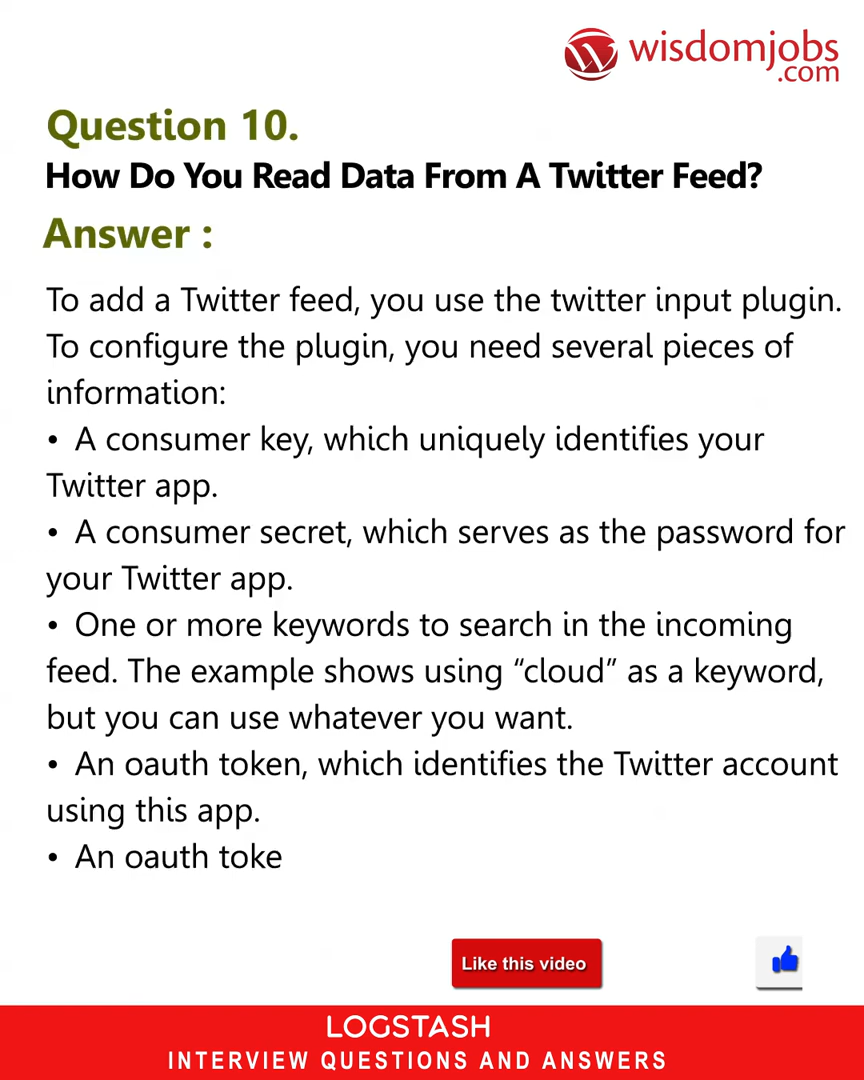 wisdomjobs
.com
Question 10.
How Do You Read Data From A Twitter Feed?
Answer :
To add a Twitter feed, you use the twitter input plugin.
To configure the plugin, you need several pieces of
information:
• A consumer key, which uniquely identifies your
Twitter app.
• A consumer secret, which serves as the password for
your Twitter app.
• One or more keywords to search in the incoming
feed. The example shows using “cloud” as a keyword,
but you can use whatever you want.
• An oauth token, which identifies the Twitter account
using this app.
• An oauth toke
Like this video
LOGSTASH
INTERVIEW QUESTIONS AND ANSWERS